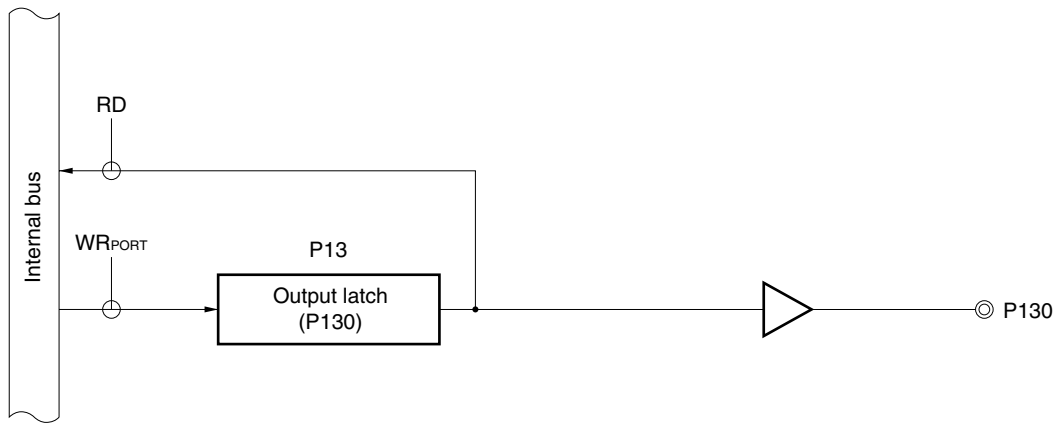 RD
Internal bus
WRPORT
P13
Output latch
(P130)
P130